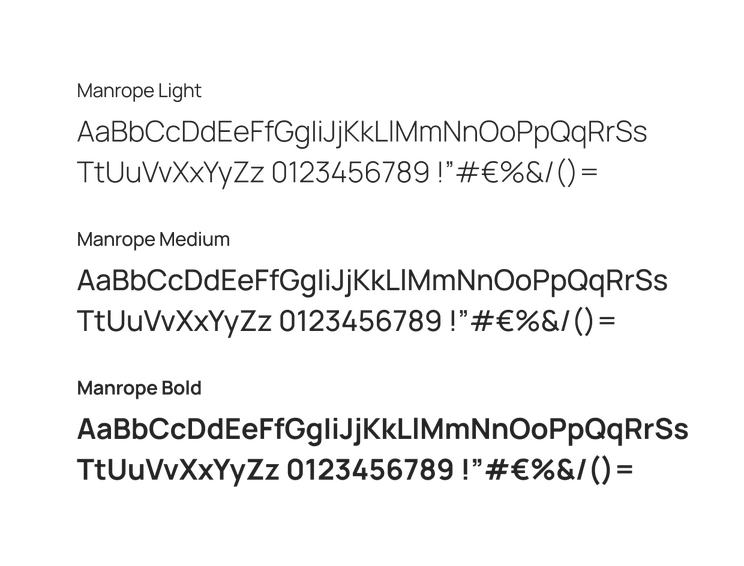 Manrope Light
AaBbCcDdEeFfGgIiJjKkLlMmNnOoPpQqRrSs
TtUuVvXxYyZz 0123456789 !”#€%&/()=
Manrope Medium
AaBbCcDdEeFfGgIiJjKkLlMmNnOoPpQqRrSs
TtUuVvXxYyZz 0123456789 !”#€%&/()=
Manrope Bold
AaBbCcDdEeFfGgIiJjKkLlMmNnOoPpQqRrSs
TtUuVvXxYyZz 0123456789 !”#€%&/()=